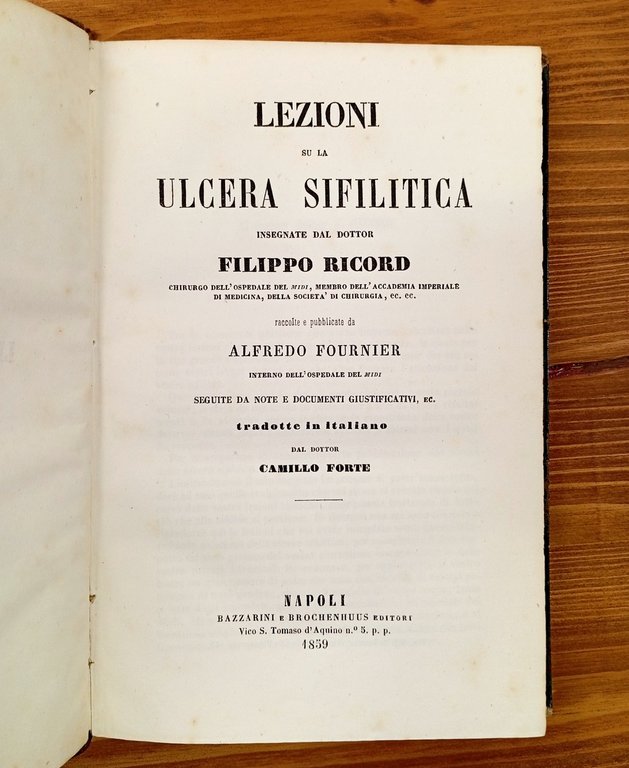 LEZIONI
SU LA
ULCERA SIFILITICA
INSEGNATE DAL DOTTOR
FILIPPO RICORD
CHIRURGO DELL'OSPEDALE DEL MIDI, MEMBRO DELL'ACCADEMIA IMPERIALE
DI MEDICINA, DELLA SOCIETA' DI CHIRURGIA, EC. EC.
raccolte e pubblicate da
ALFREDO FOURNIER
INTERNO DELL'OSPEDALE DEL MIDI
SEGUITE DA NOTE E DOCUMENTI GIUSTIFICATIVI, EC.
tradotte in italiano
DAL DOTTOR
CAMILLO FORTE
NAPOLI
BAZZARINI E BROCHENHUUS EDITORI
Vico S. Tomaso d'Aquino n.º 5. p. p.
1859